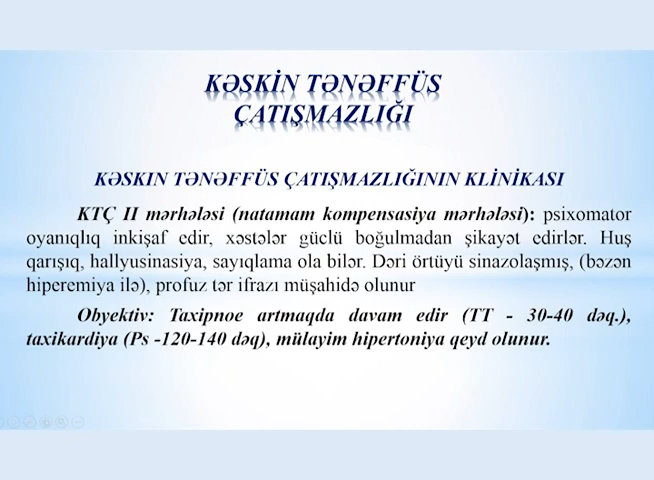 KƏSKİN TƏNƏFFÜS
ÇATIŞMAZLIĞI
KƏSKIN TƏNƏFFÜS ÇATIŞMAZLIĞININ KLİNİKASI
KTÇ II mərhələsi (natamam kompensasiya mərhələsi): psixomator
oyanıqlıq inkişaf edir, xəstələr güclü boğulmadan şikayət edirlər. Huş
qarışıq, hallyusinasiya, sayıqlama ola bilər. Dəri örtüyü sinazolaşmış, (bəzən
hiperemiya ilə), profuz tər ifrazı müşahidə olunur
Obyektiv: Taxipnoe artmaqda davam edir (TT - 30-40 dəq.),
taxikardiya (Ps -120-140 dəq), mülayim hipertoniya qeyd olunur.